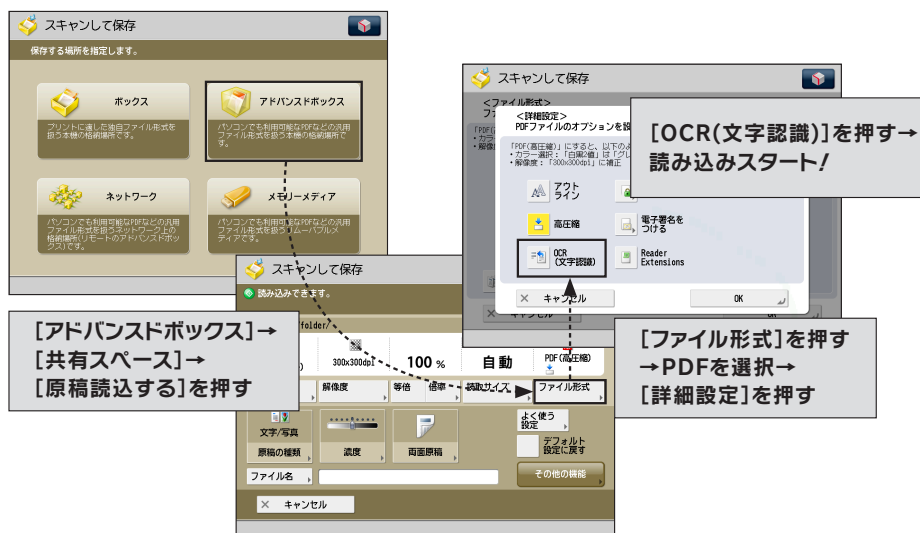 スキャンして保存
保存する場所を指定します。
ボックス
プリントに適した独自ファイル形式を
扱う本機の格納場所です。
アドバンスドボックス
パソコンでも利用可能なPDFなどの汎用
ファイル形式を扱う本機の格納場所で
す。
ネットワーク
パソコンでも利用可能なPDFなどの汎用
ファイル形式を扱うネットワーク上の
格納場所(リモートのアドバンスドボッ
クス)です。
メモリーメディア
パソコンでも利用可能なPDFなどの汎用
ファイル形式を扱うリムーバブルメ
ディアです。
スキャンして保存
<ファイル形式>
<詳細設定>
PDFファイルのオプションを設
「PDF(高圧縮)」にすると、以下の
・カラー選択:「白黒2値」は「グレ
・解像度:「300x300dpi」に補正
アウト
ライン
高圧縮
電子署名を
つける
OCR
(文字認識)
Reader
Extensions
キャンセル
OK
キャンセル
[OCR(文字認識)]を押す→
読み込みスタート!
スキャンして保存
読み込みできます。
folder/
300x300dpi
100 %
自動
PDF(高圧縮)
解像度
等倍
倍率
読取サイズ
ファイル形式
文字/写真
原稿の種類
濃度
両面原稿
よく使う
設定
デフォルト
設定に戻す
ファイル名
その他の機能
キャンセル
[アドバンスドボックス]→
[共有スペース]→
[原稿読込する]を押す
[ファイル形式]を押す
→PDFを選択→
[詳細設定]を押す